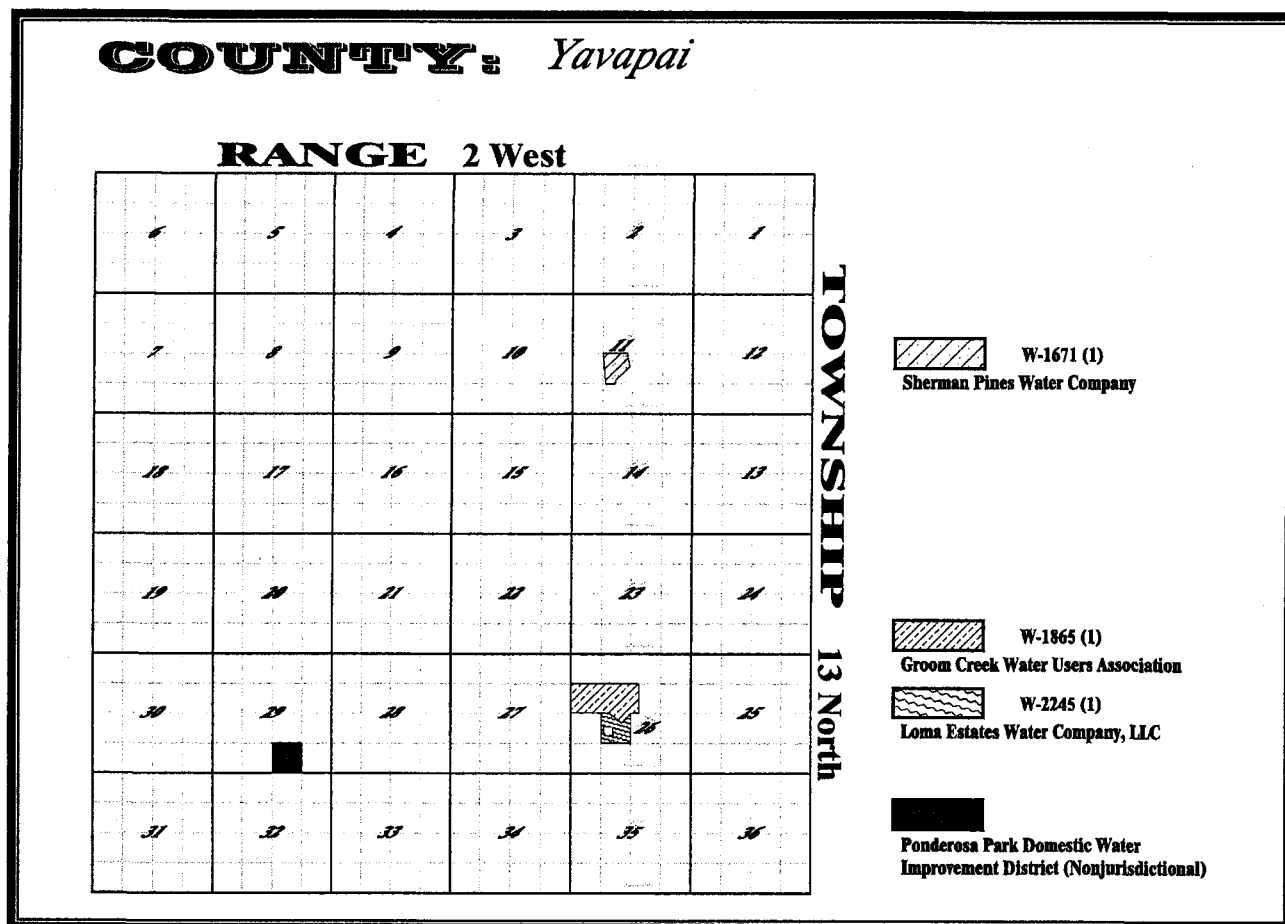 COUNTY: Yavapai
RANGE 2 West
6 5 4 3 2 1
7 8 9 10 11 12
18 17 16 15 14 13
19 20 21 22 23 24
30 29 28 27 26 25
31 32 33 34 35 36
TOWNSHIP 13 North
W-1671 (1)
Sherman Pines Water Company
W-1865 (1)
Groom Creek Water Users Association
W-2245 (1)
Loma Estates Water Company, LLC
Ponderosa Park Domestic Water
Improvement District (Nonjurisdictional)